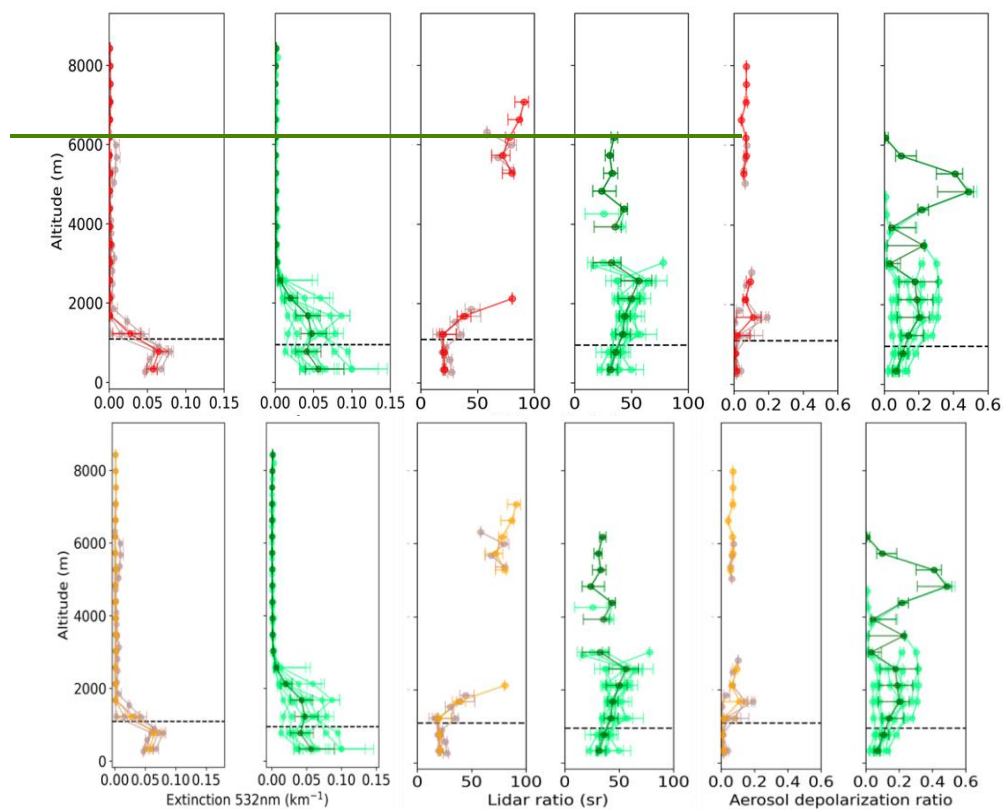 8000
6000
4000
2000
0
Altitude (m)
0.00 0.05 0.10 0.15
0.00 0.05 0.10 0.15
0 50 100
0 50 100
0.0 0.2 0.4 0.6
0.0 0.2 0.4 0.6
8000
6000
4000
2000
0
Altitude (m)
0.00 0.05 0.10 0.15
0.00 0.05 0.10 0.15
0 50 100
0 50 100
0.0 0.2 0.4 0.6
0.0 0.2 0.4 0.6
Extinction 532nm (km⁻¹)
Lidar ratio (sr)
Aerosol depolarization ratio